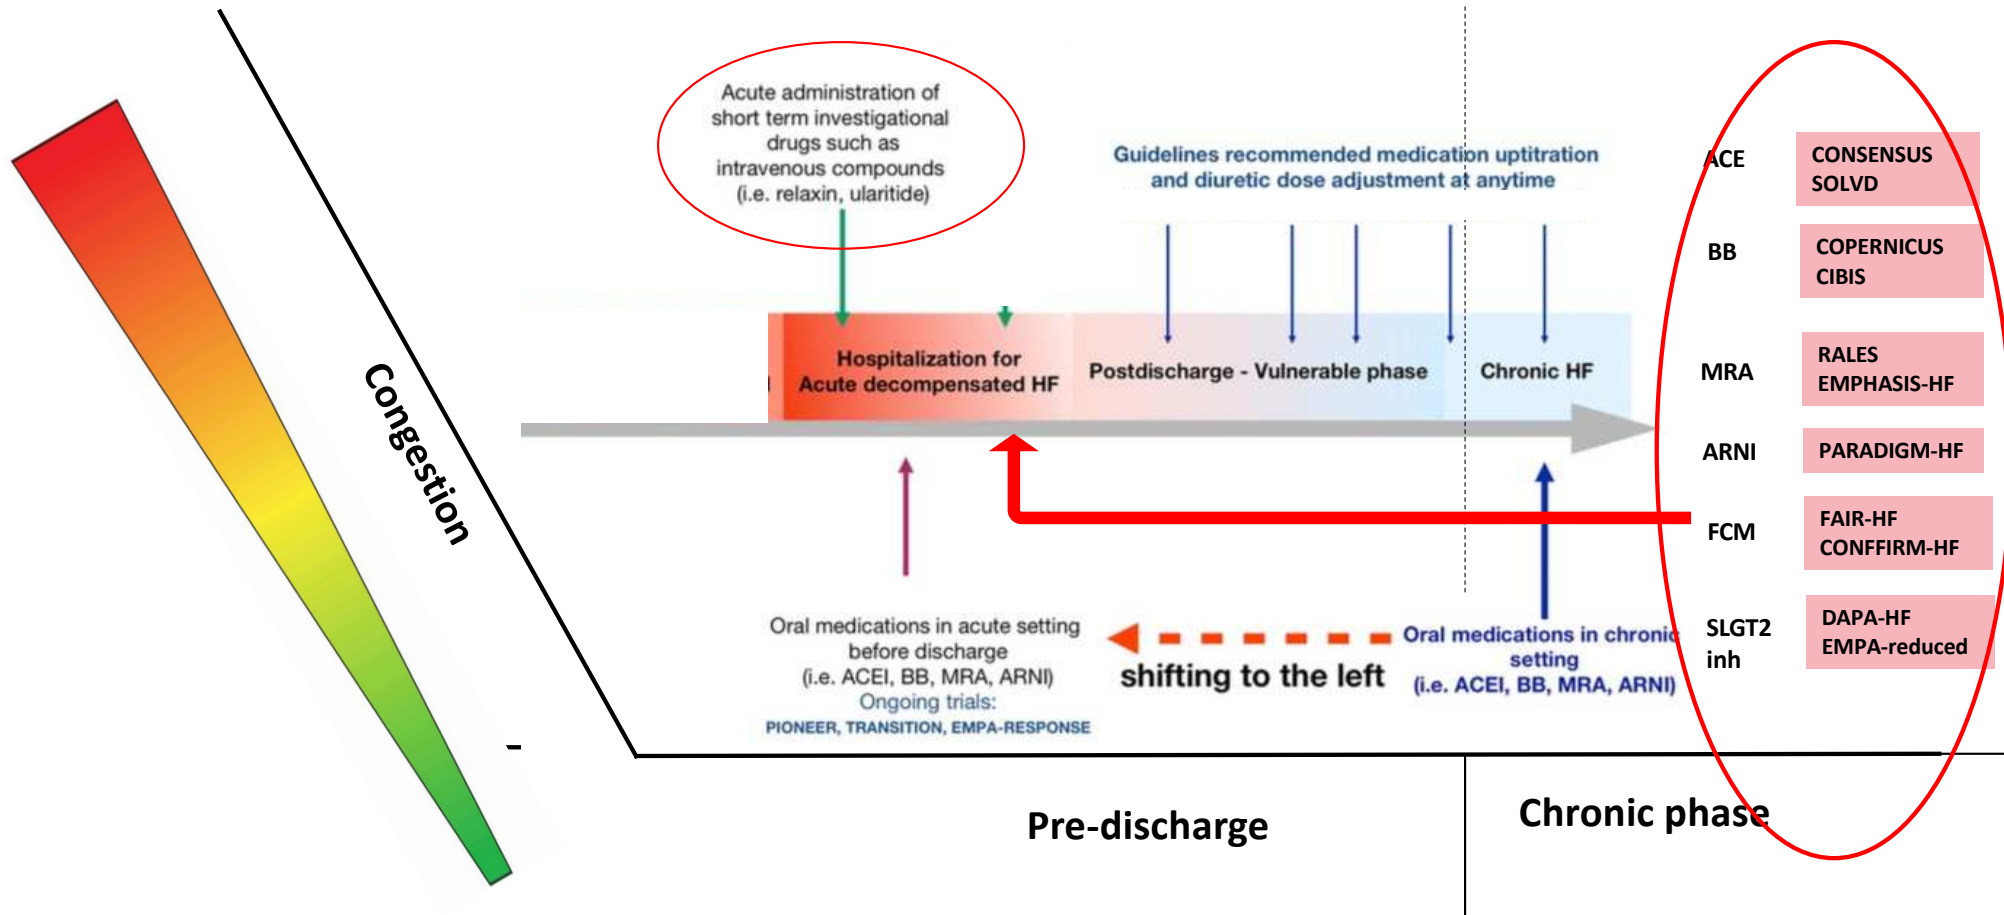 Acute administration of
short term investigational
drugs such as
intravenous compounds
(i.e. relaxin, ularitide)
Guidelines recommended medication uptitration
and diuretic dose adjustment at anytime
Congestion
Hospitalization for
Acute decompensated HF
Postdischarge - Vulnerable phase
Chronic HF
Oral medications in acute setting
before discharge
(i.e. ACEI, BB, MRA, ARNI)
Ongoing trials:
PIONEER, TRANSITION, EMPA-RESPONSE
shifting to the left
Oral medications in chronic
setting
(i.e. ACEI, BB, MRA, ARNI)
ACE
CONSENSUS
SOLVD
BB
COPERNICUS
CIBIS
MRA
RALES
EMPHASIS-HF
ARNI
PARADIGM-HF
FCM
FAIR-HF
CONFFIRM-HF
SLGT2
inh
DAPA-HF
EMPA-reduced
Pre-discharge
Chronic phase